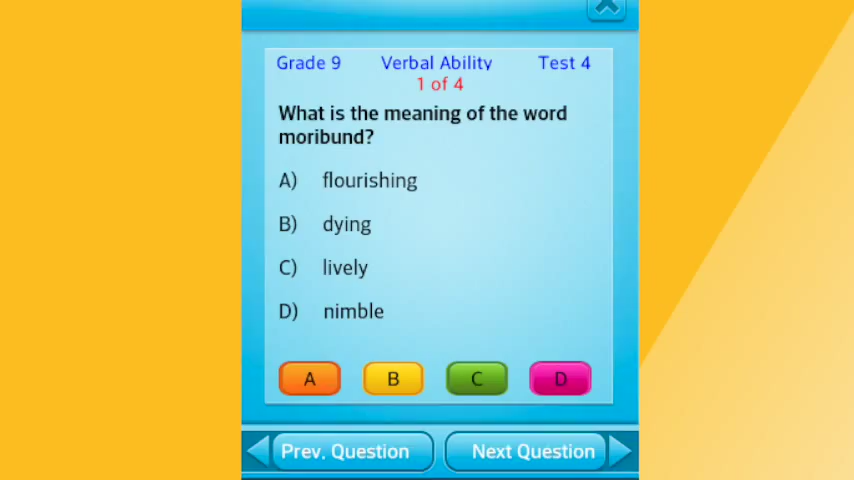 Grade 9 Verbal Ability Test 4
1 of 4
What is the meaning of the word
moribund?
A) flourishing
B) dying
C) lively
D) nimble
A B C D
Prev. Question Next Question